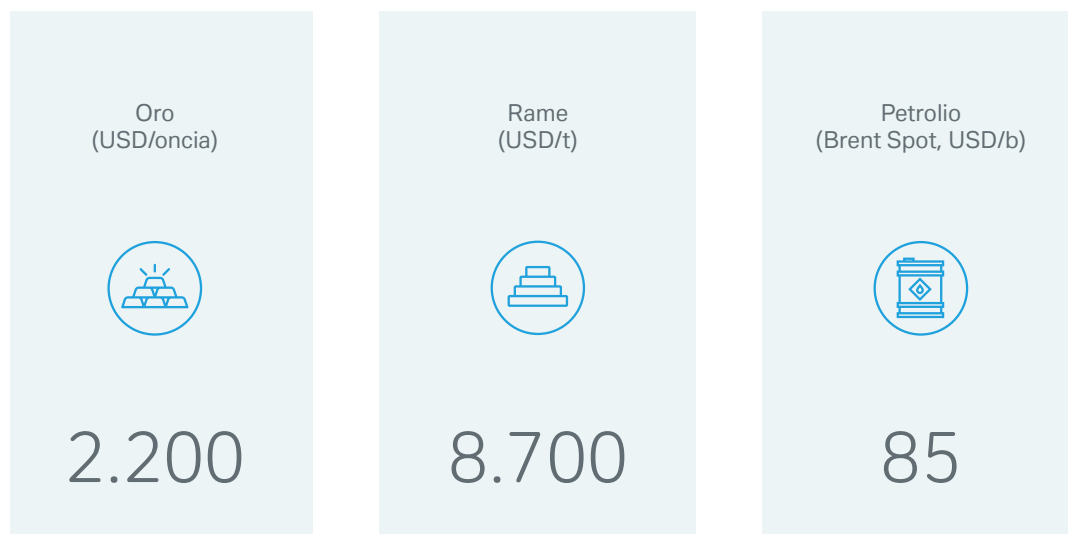 Oro
(USD/oncia)
2.200
Rame
(USD/t)
8.700
Petrolio
(Brent Spot, USD/b)
85